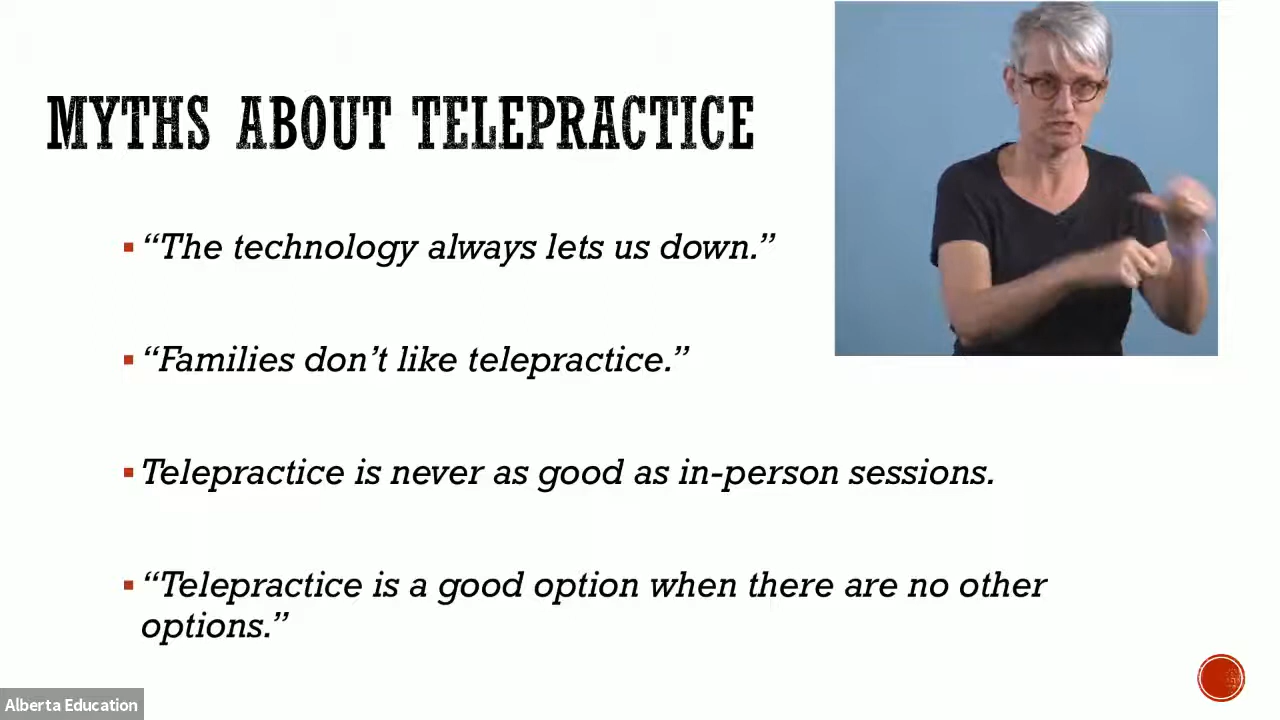 MYTHS ABOUT TELEPRACTICE
“The technology always lets us down.”
“Families don’t like telepractice.”
Telepractice is never as good as in-person sessions.
“Telepractice is a good option when there are no other
options.”
Alberta Education